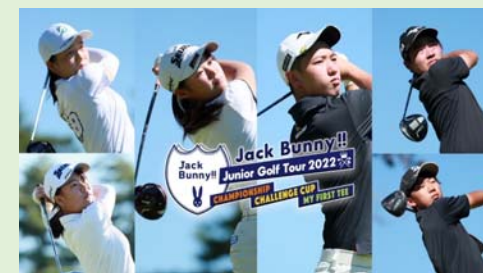 Jack Bunny!!
Jack
Bunny!!
Junior Golf Tour 2022
CHAMPIONSHIP
CHALLENGE CUP
MY FIRST TEE